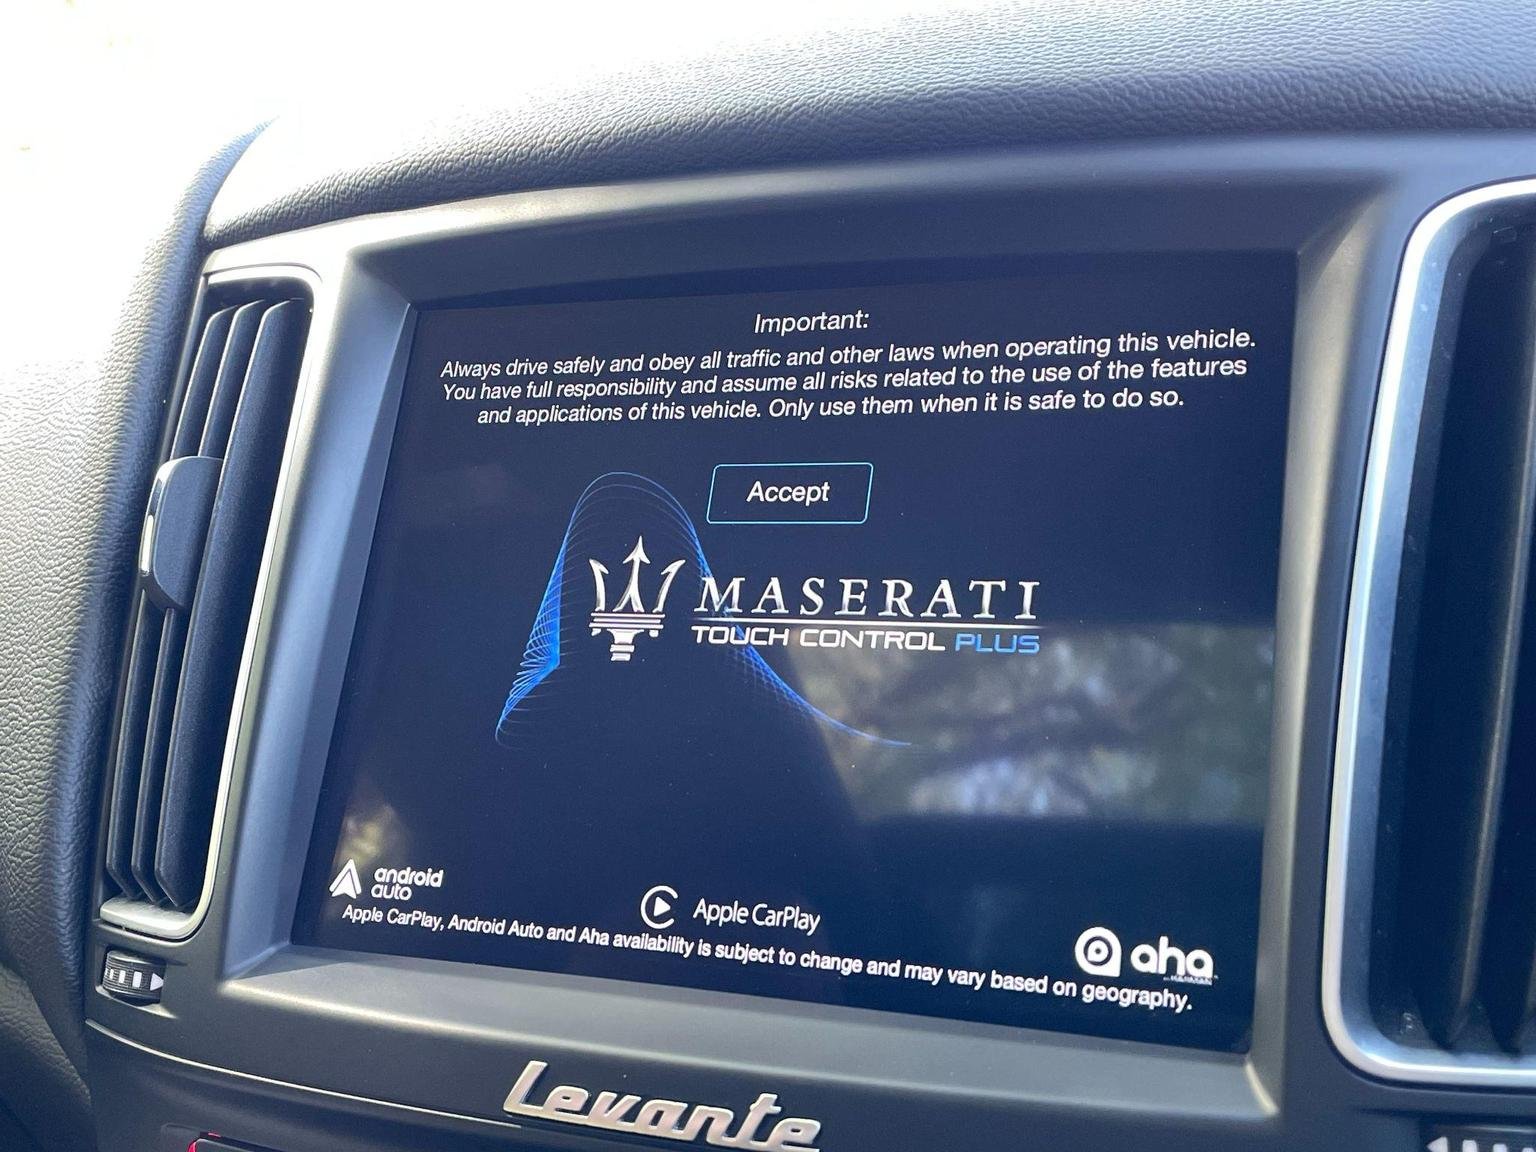 Important:
Always drive safely and obey all traffic and other laws when operating this vehicle.
You have full responsibility and assume all risks related to the use of the features
and applications of this vehicle. Only use them when it is safe to do so.
Accept
MASERATI
TOUCH CONTROL PLUS
android
auto
Apple CarPlay
aha
Apple CarPlay, Android Auto and Aha availability is subject to change and may vary based on geography.
Levante